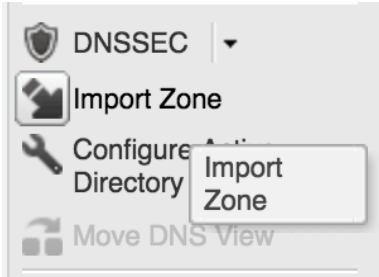 DNSSEC
Import Zone
Configure
Directory
Import
Zone
Move DNS View